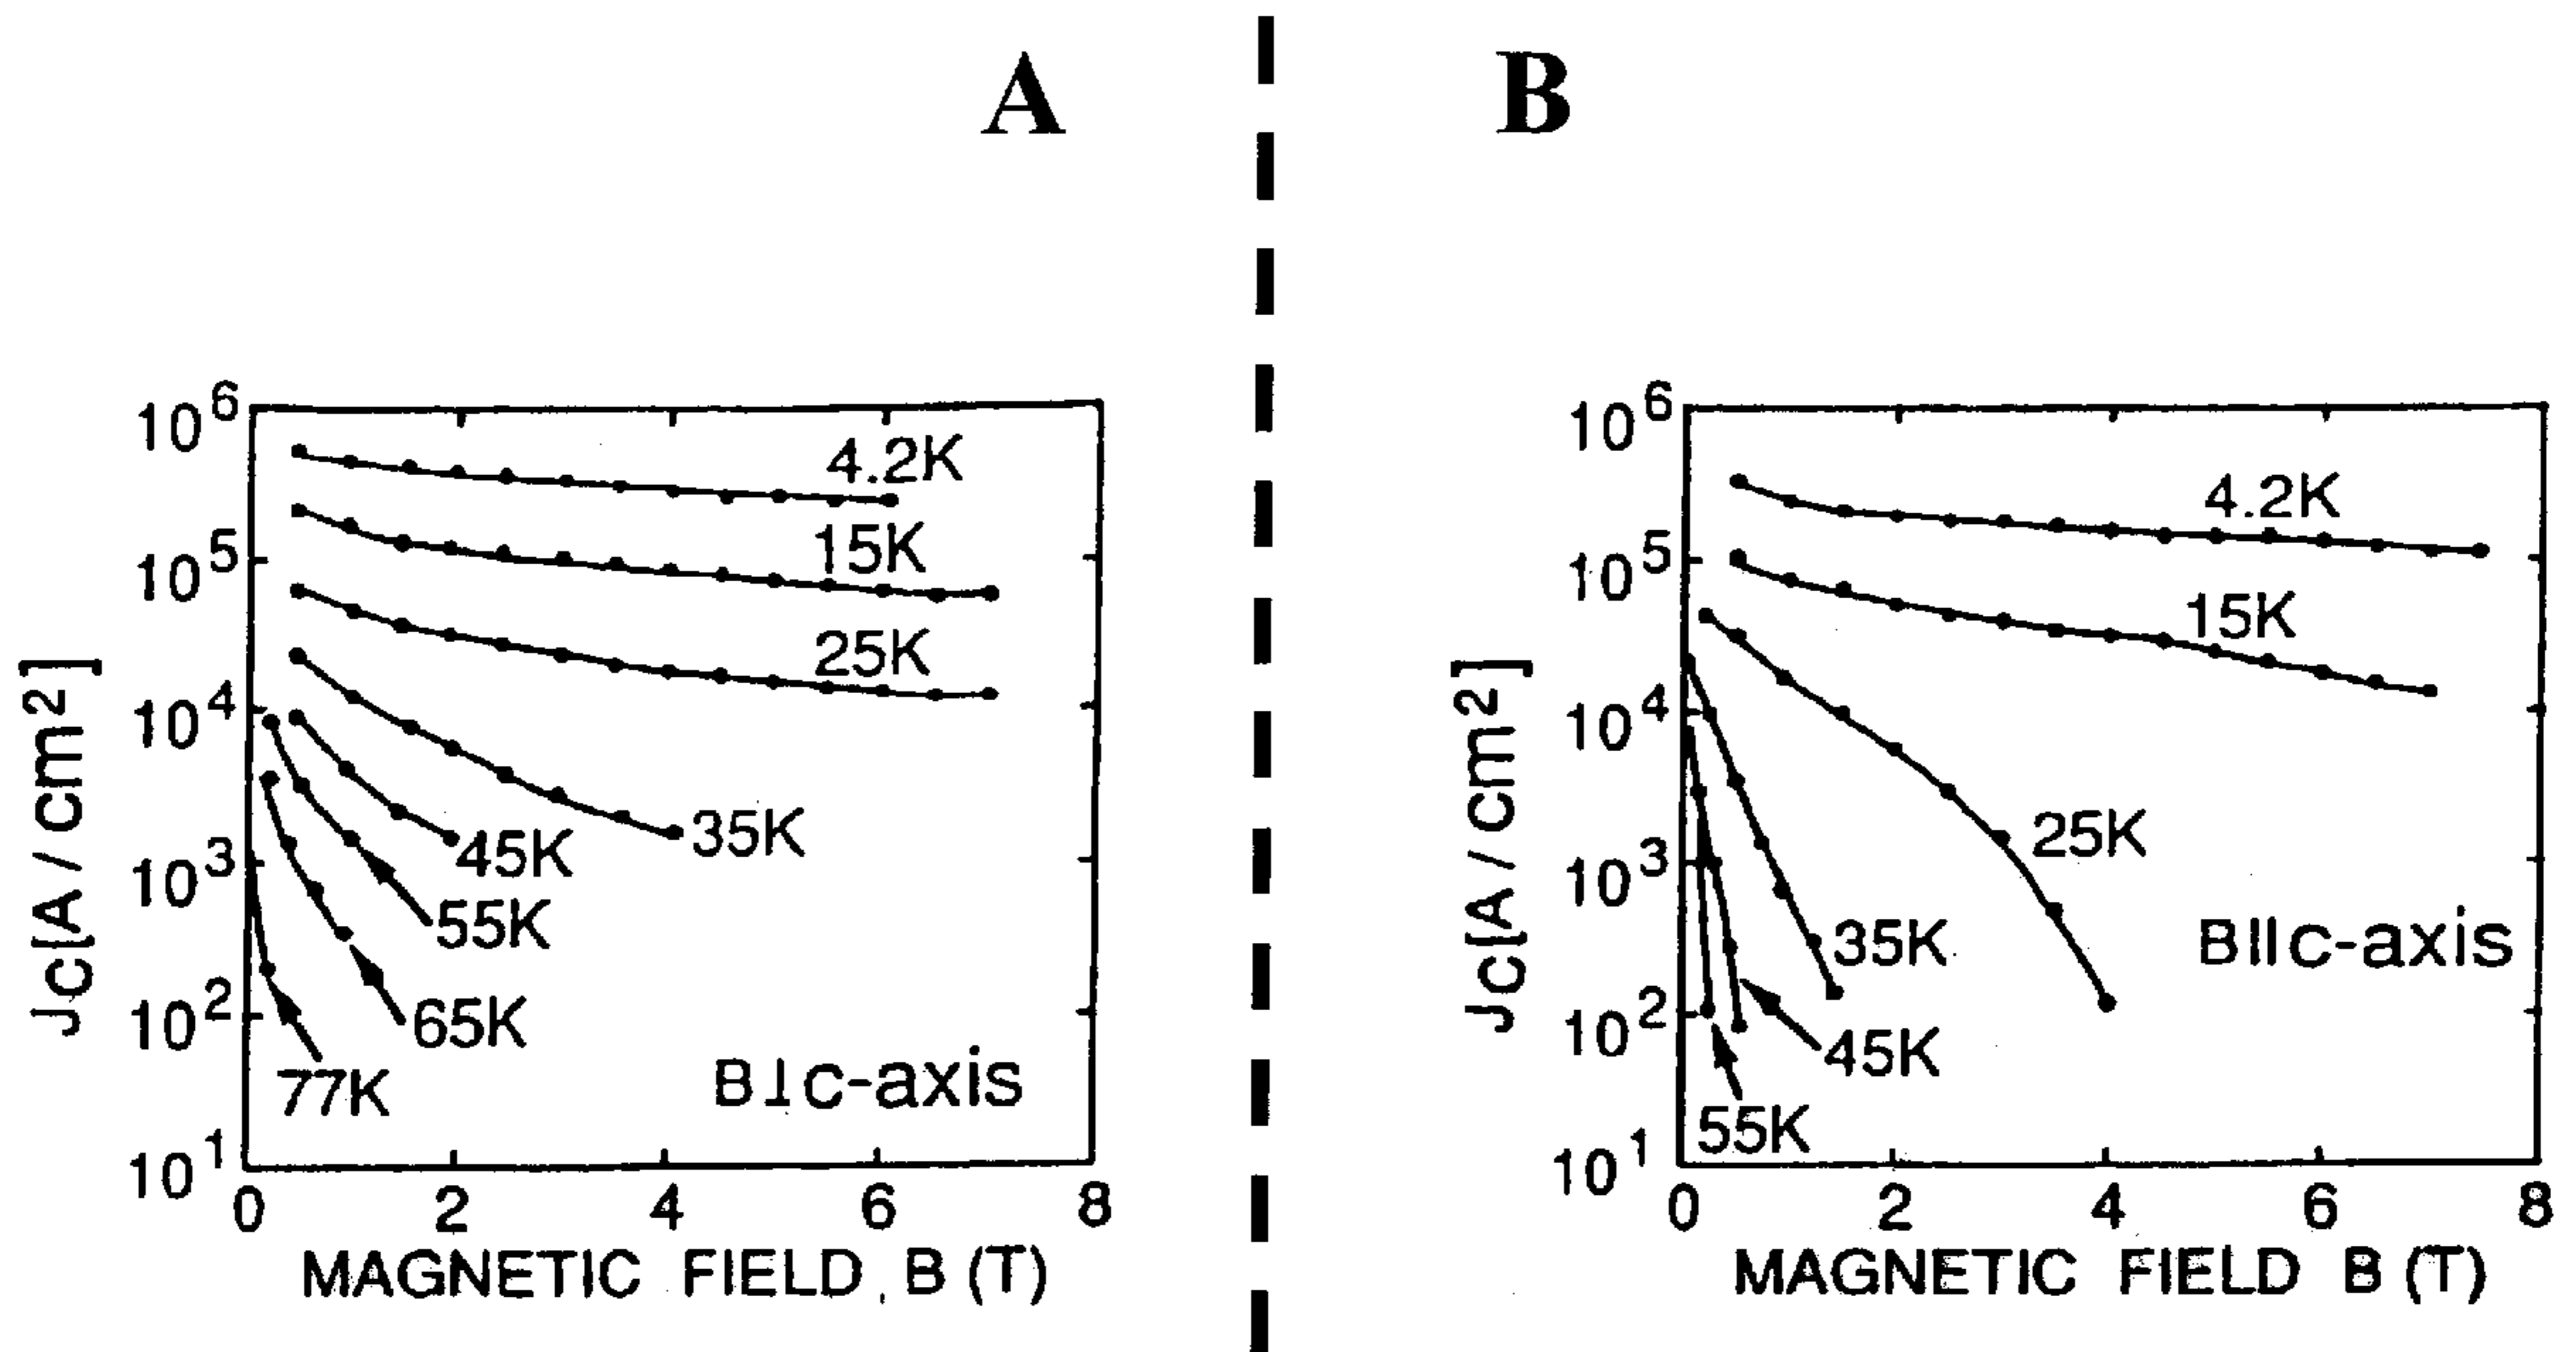 A
B
10^6
10^5
10^4
10^3
10^2
10^1
Jc[A/cm^2]
4.2K
15K
25K
35K
45K
55K
65K
77K
B⊥c-axis
0 2 4 6 8
MAGNETIC FIELD B (T)
10^6
10^5
10^4
10^3
10^2
10^1
Jc[A/cm^2]
4.2K
15K
25K
35K
45K
55K
B||c-axis
0 2 4 6 8
MAGNETIC FIELD B (T)